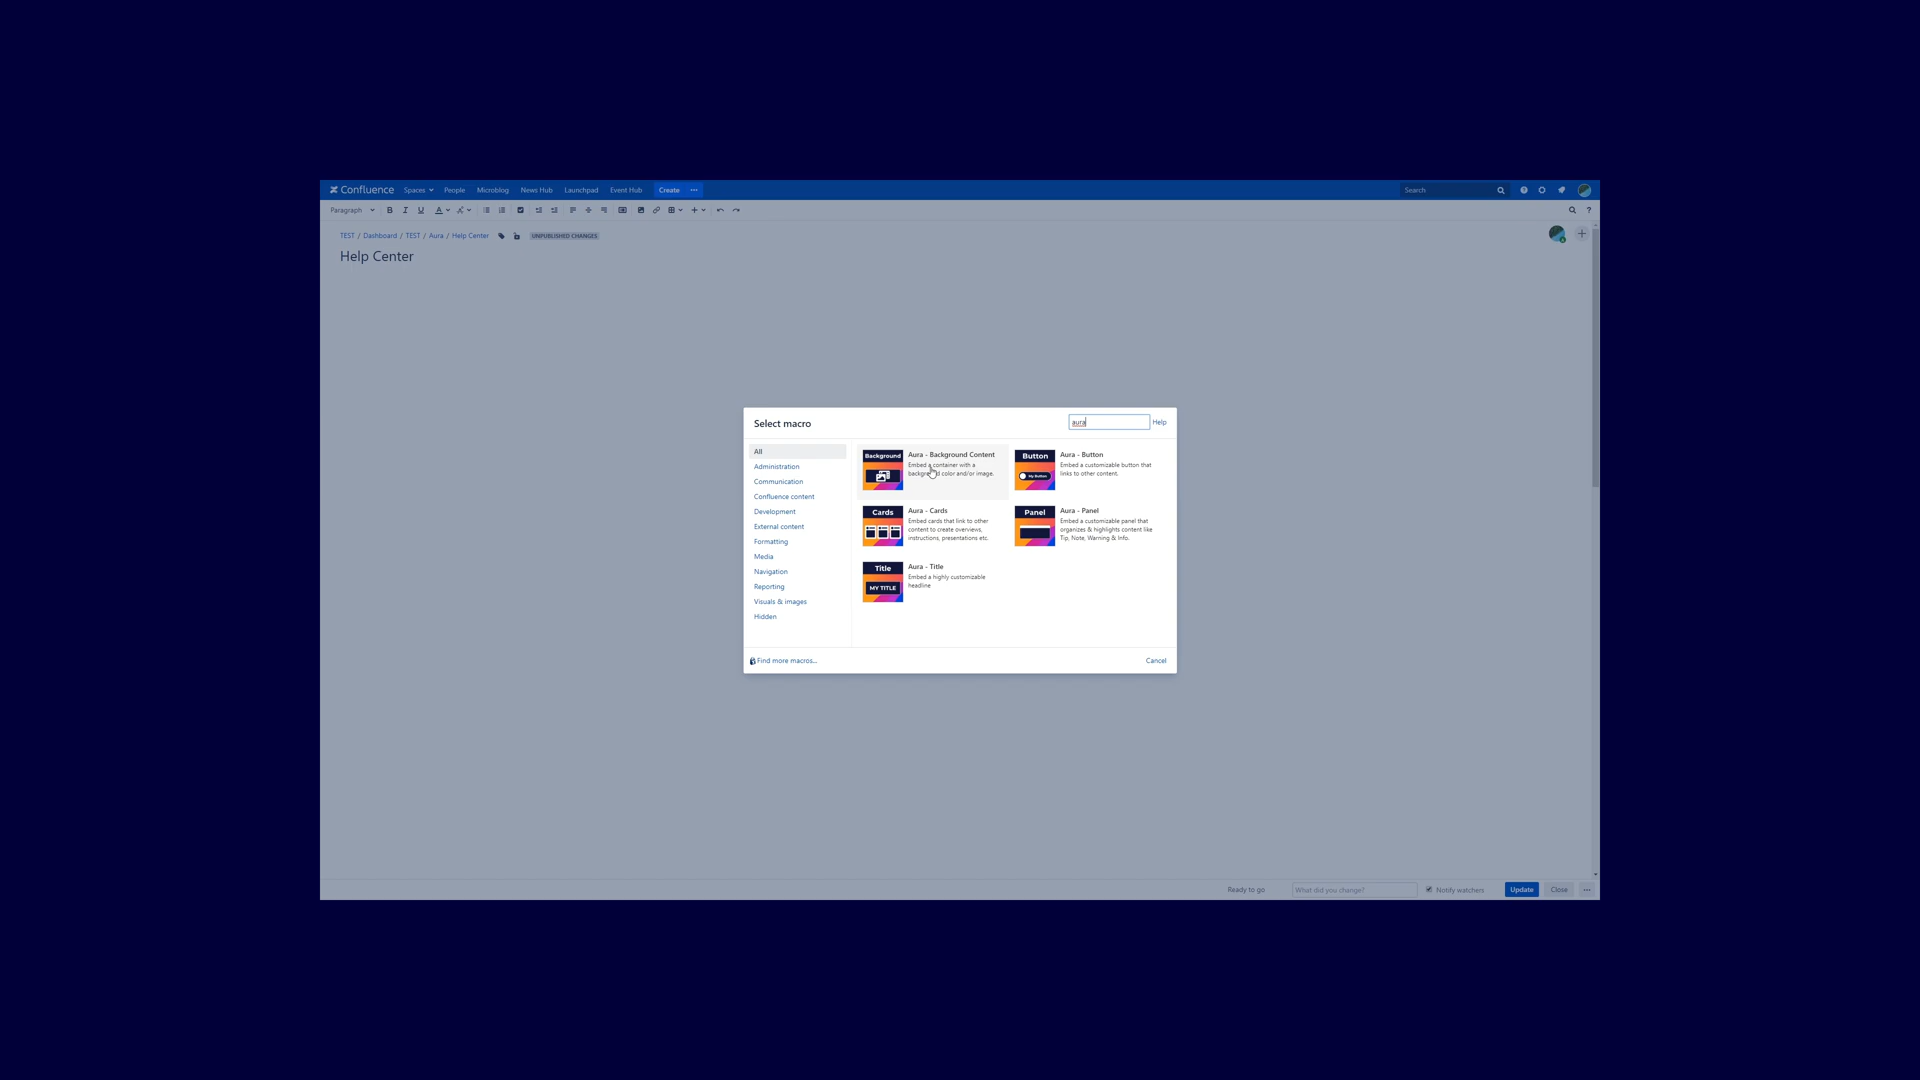 Confluence Spaces People Microblog News Hub Launchpad Event Hub Create Search
Paragraph B I U A
TEST / Dashboard / TEST / Aura / Help Center UNPUBLISHED CHANGES
Help Center
Select macro
aura
Help
All
Administration
Communication
Confluence content
Development
External content
Formatting
Media
Navigation
Reporting
Visuals & images
Hidden
Background
Aura - Background Content
Embed a container with a
background color and/or image.
Button
My Button
Aura - Button
Embed a customizable button that
links to other content.
Cards
Aura - Cards
Embed cards that link to other
content to create overviews,
instructions, presentations etc.
Panel
Aura - Panel
Embed a customizable panel that
organizes & highlights content like
Tip, Note, Warning & Info.
Title
MY TITLE
Aura - Title
Embed a highly customizable
headline
Find more macros...
Cancel
Ready to go What did you change? Notify watchers Update Close